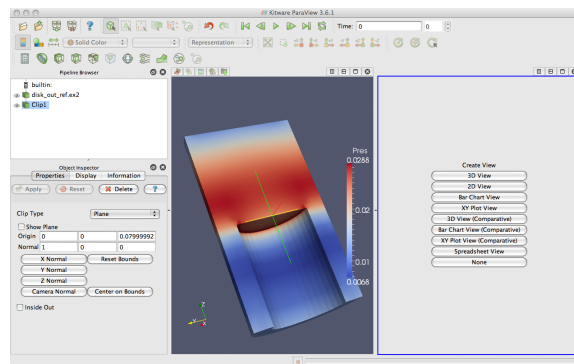 Kitware ParaView 3.6.1
Time: 0 0
Solid Color Representation
Pipeline Browser
builtin:
disk_out_ref.ex2
Clip1
Object Inspector
Properties Display Information
Apply Reset Delete ?
Clip Type Plane
Show Plane
Origin 0 0 0.07999992
Normal 1 0 0
X Normal Reset Bounds
Y Normal
Z Normal
Camera Normal Center on Bounds
Inside Out
Pres
0.0288
0.02
0.01
0.0068
Z
Y
X
Create View
3D View
2D View
Bar Chart View
XY Plot View
3D View (Comparative)
Bar Chart View (Comparative)
XY Plot View (Comparative)
Spreadsheet View
None